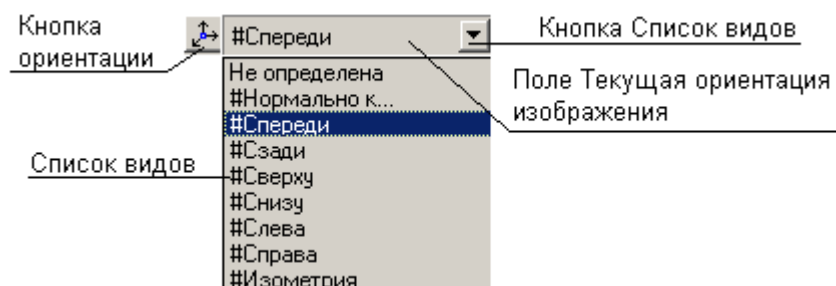 Кнопка
ориентации
#Спереди
Кнопка Список видов
Не определена
#Нормально к...
#Спереди
#Сзади
#Сверху
#Снизу
#Слева
#Справа
#Изометрия
Поле Текущая ориентация
изображения
Список видов